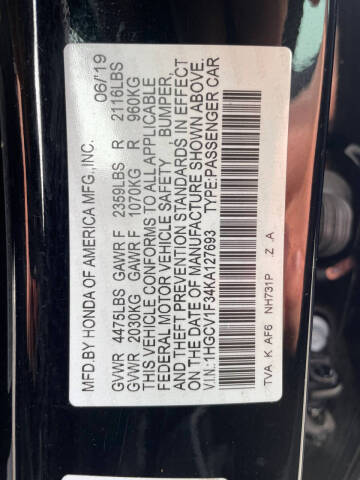 MFD.BY HONDA OF AMERICA MFG.,INC. 06/'19
GVWR 4475LBS GAWR F 2359LBS R 2116LBS
GVWR 2030KG GAWR F 1070KG R 960KG
THIS VEHICLE CONFORMS TO ALL APPLICABLE
FEDERAL MOTOR VEHICLE SAFETY , BUMPER,
AND THEFT PREVENTION STANDARDS IN EFFECT
ON THE DATE OF MANUFACTURE SHOWN ABOVE.
V.I.N.:1HGCV1F34KA127693 TYPE:PASSENGER CAR
TVA K AF6 NH731P Z A